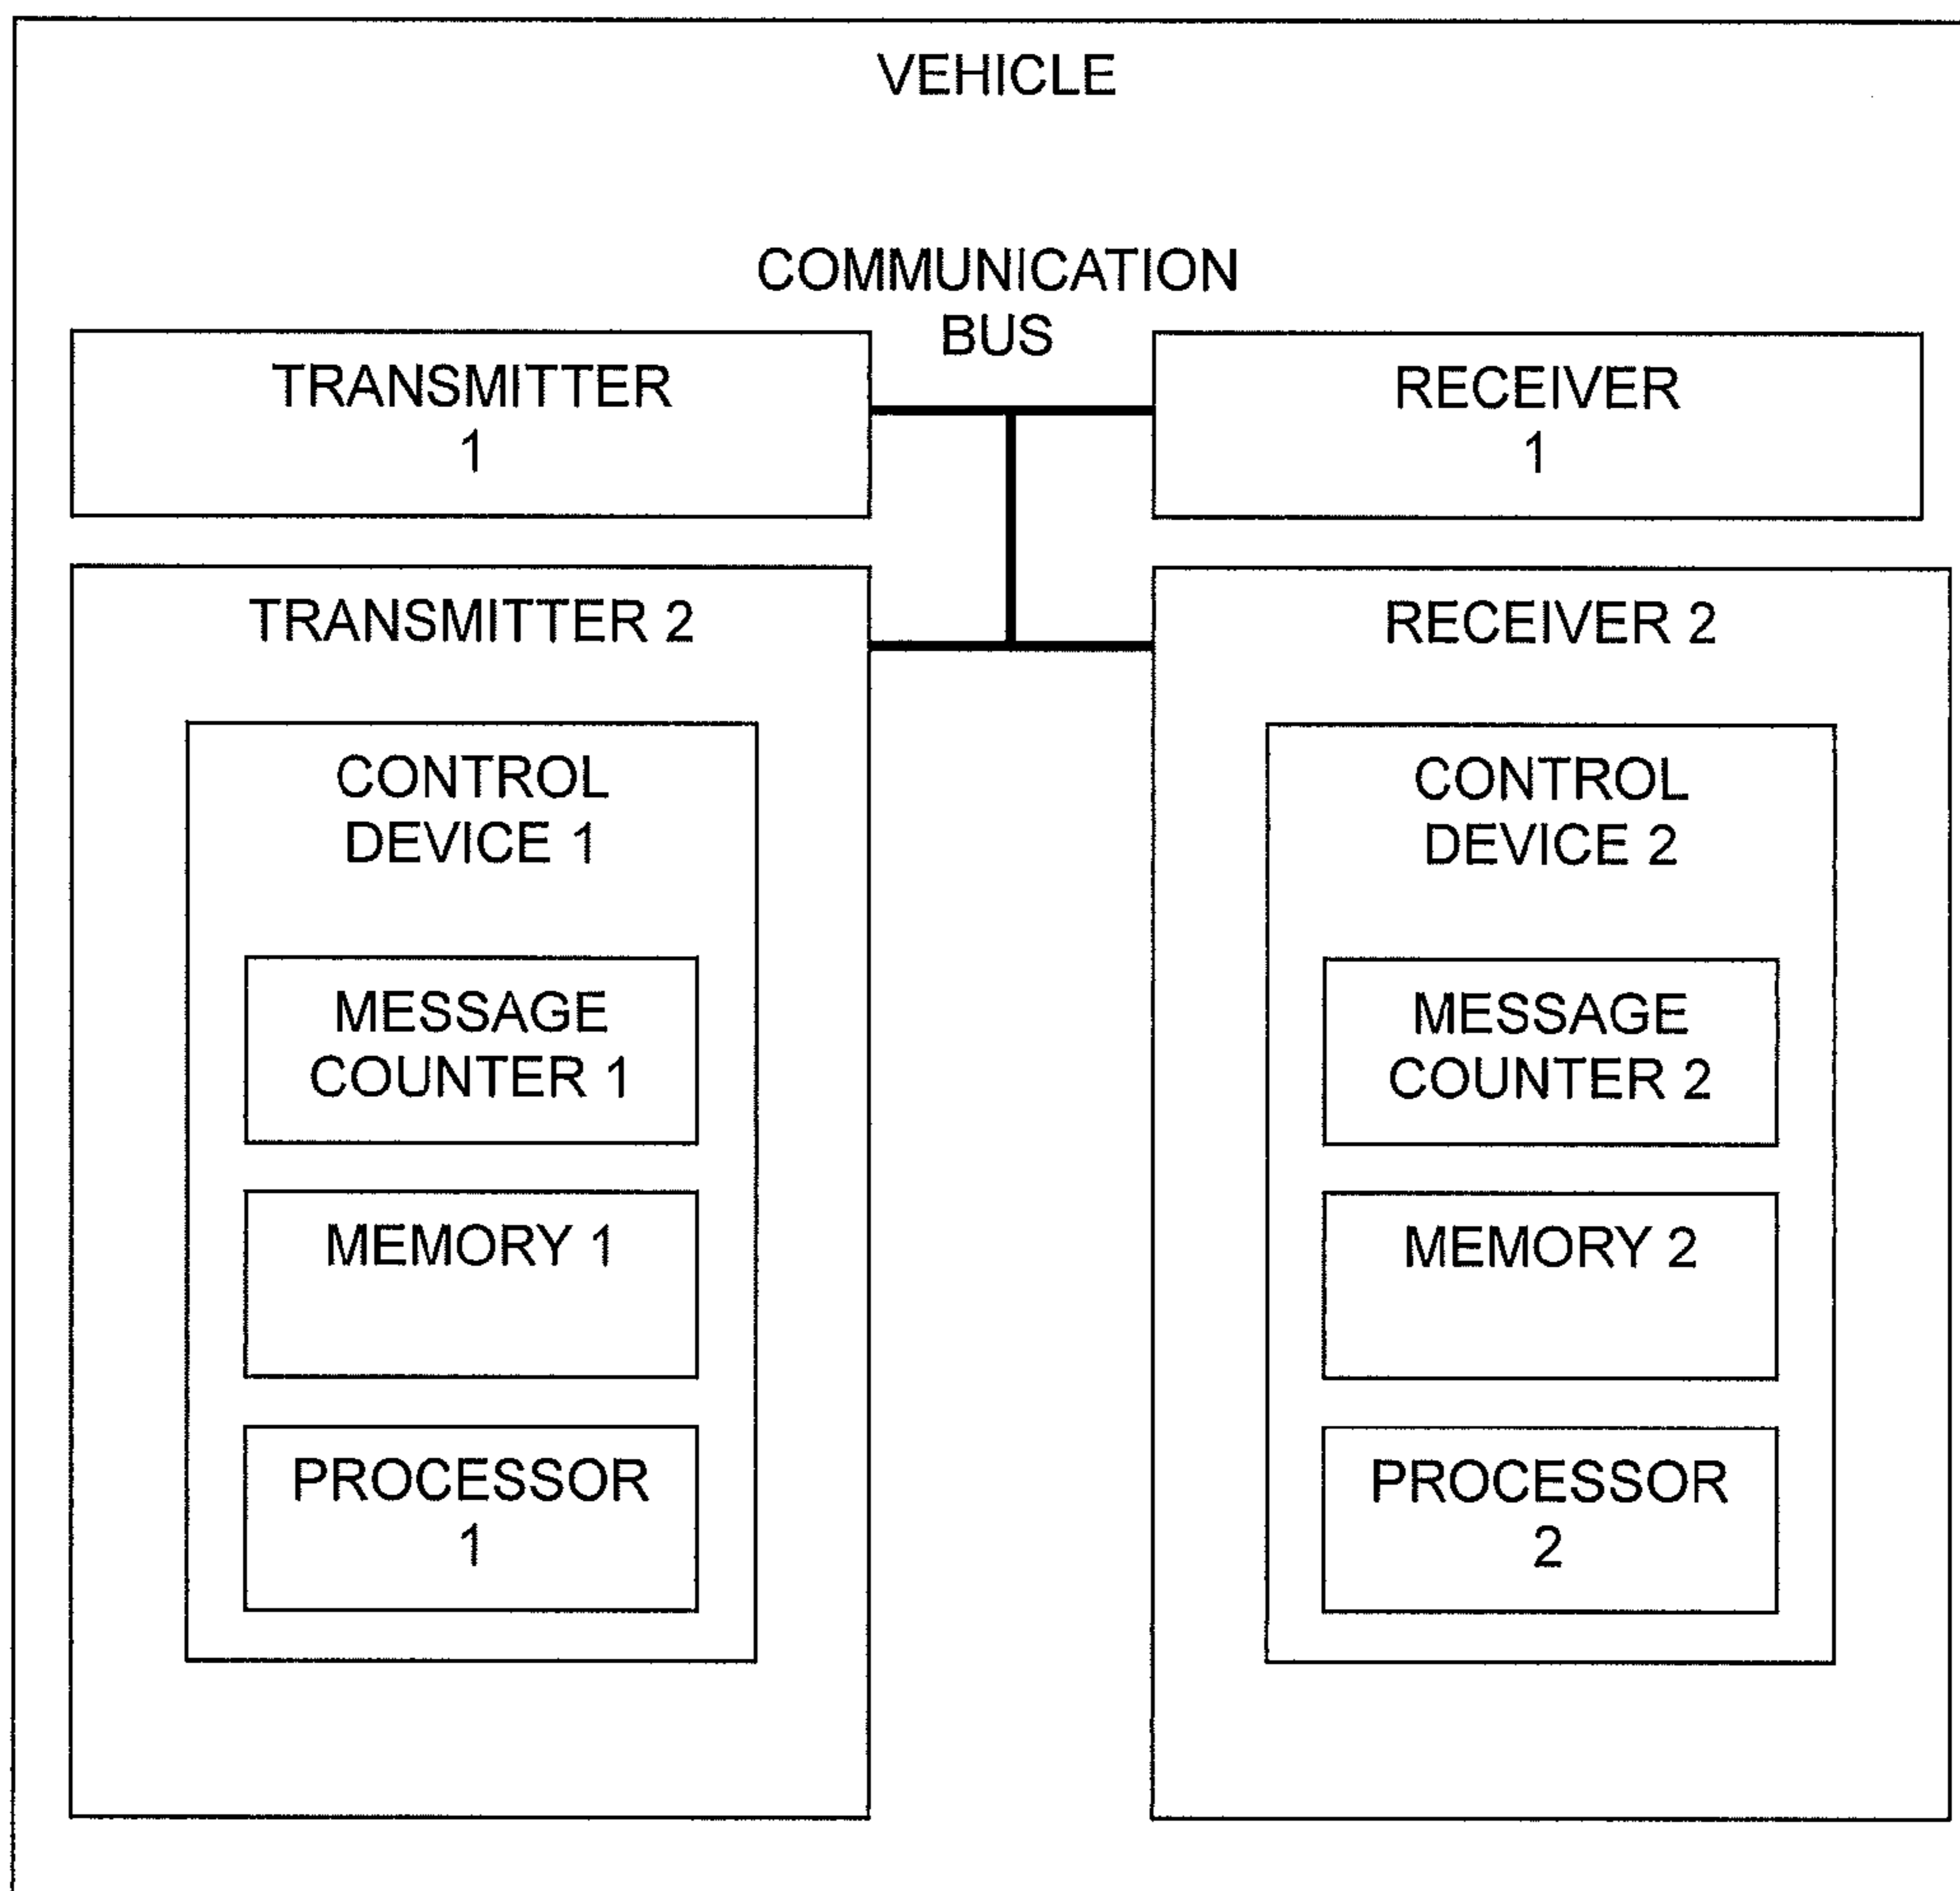 VEHICLE
COMMUNICATION
BUS
TRANSMITTER
1
RECEIVER
1
TRANSMITTER 2
CONTROL
DEVICE 1
MESSAGE
COUNTER 1
MEMORY 1
PROCESSOR
1
RECEIVER 2
CONTROL
DEVICE 2
MESSAGE
COUNTER 2
MEMORY 2
PROCESSOR
2